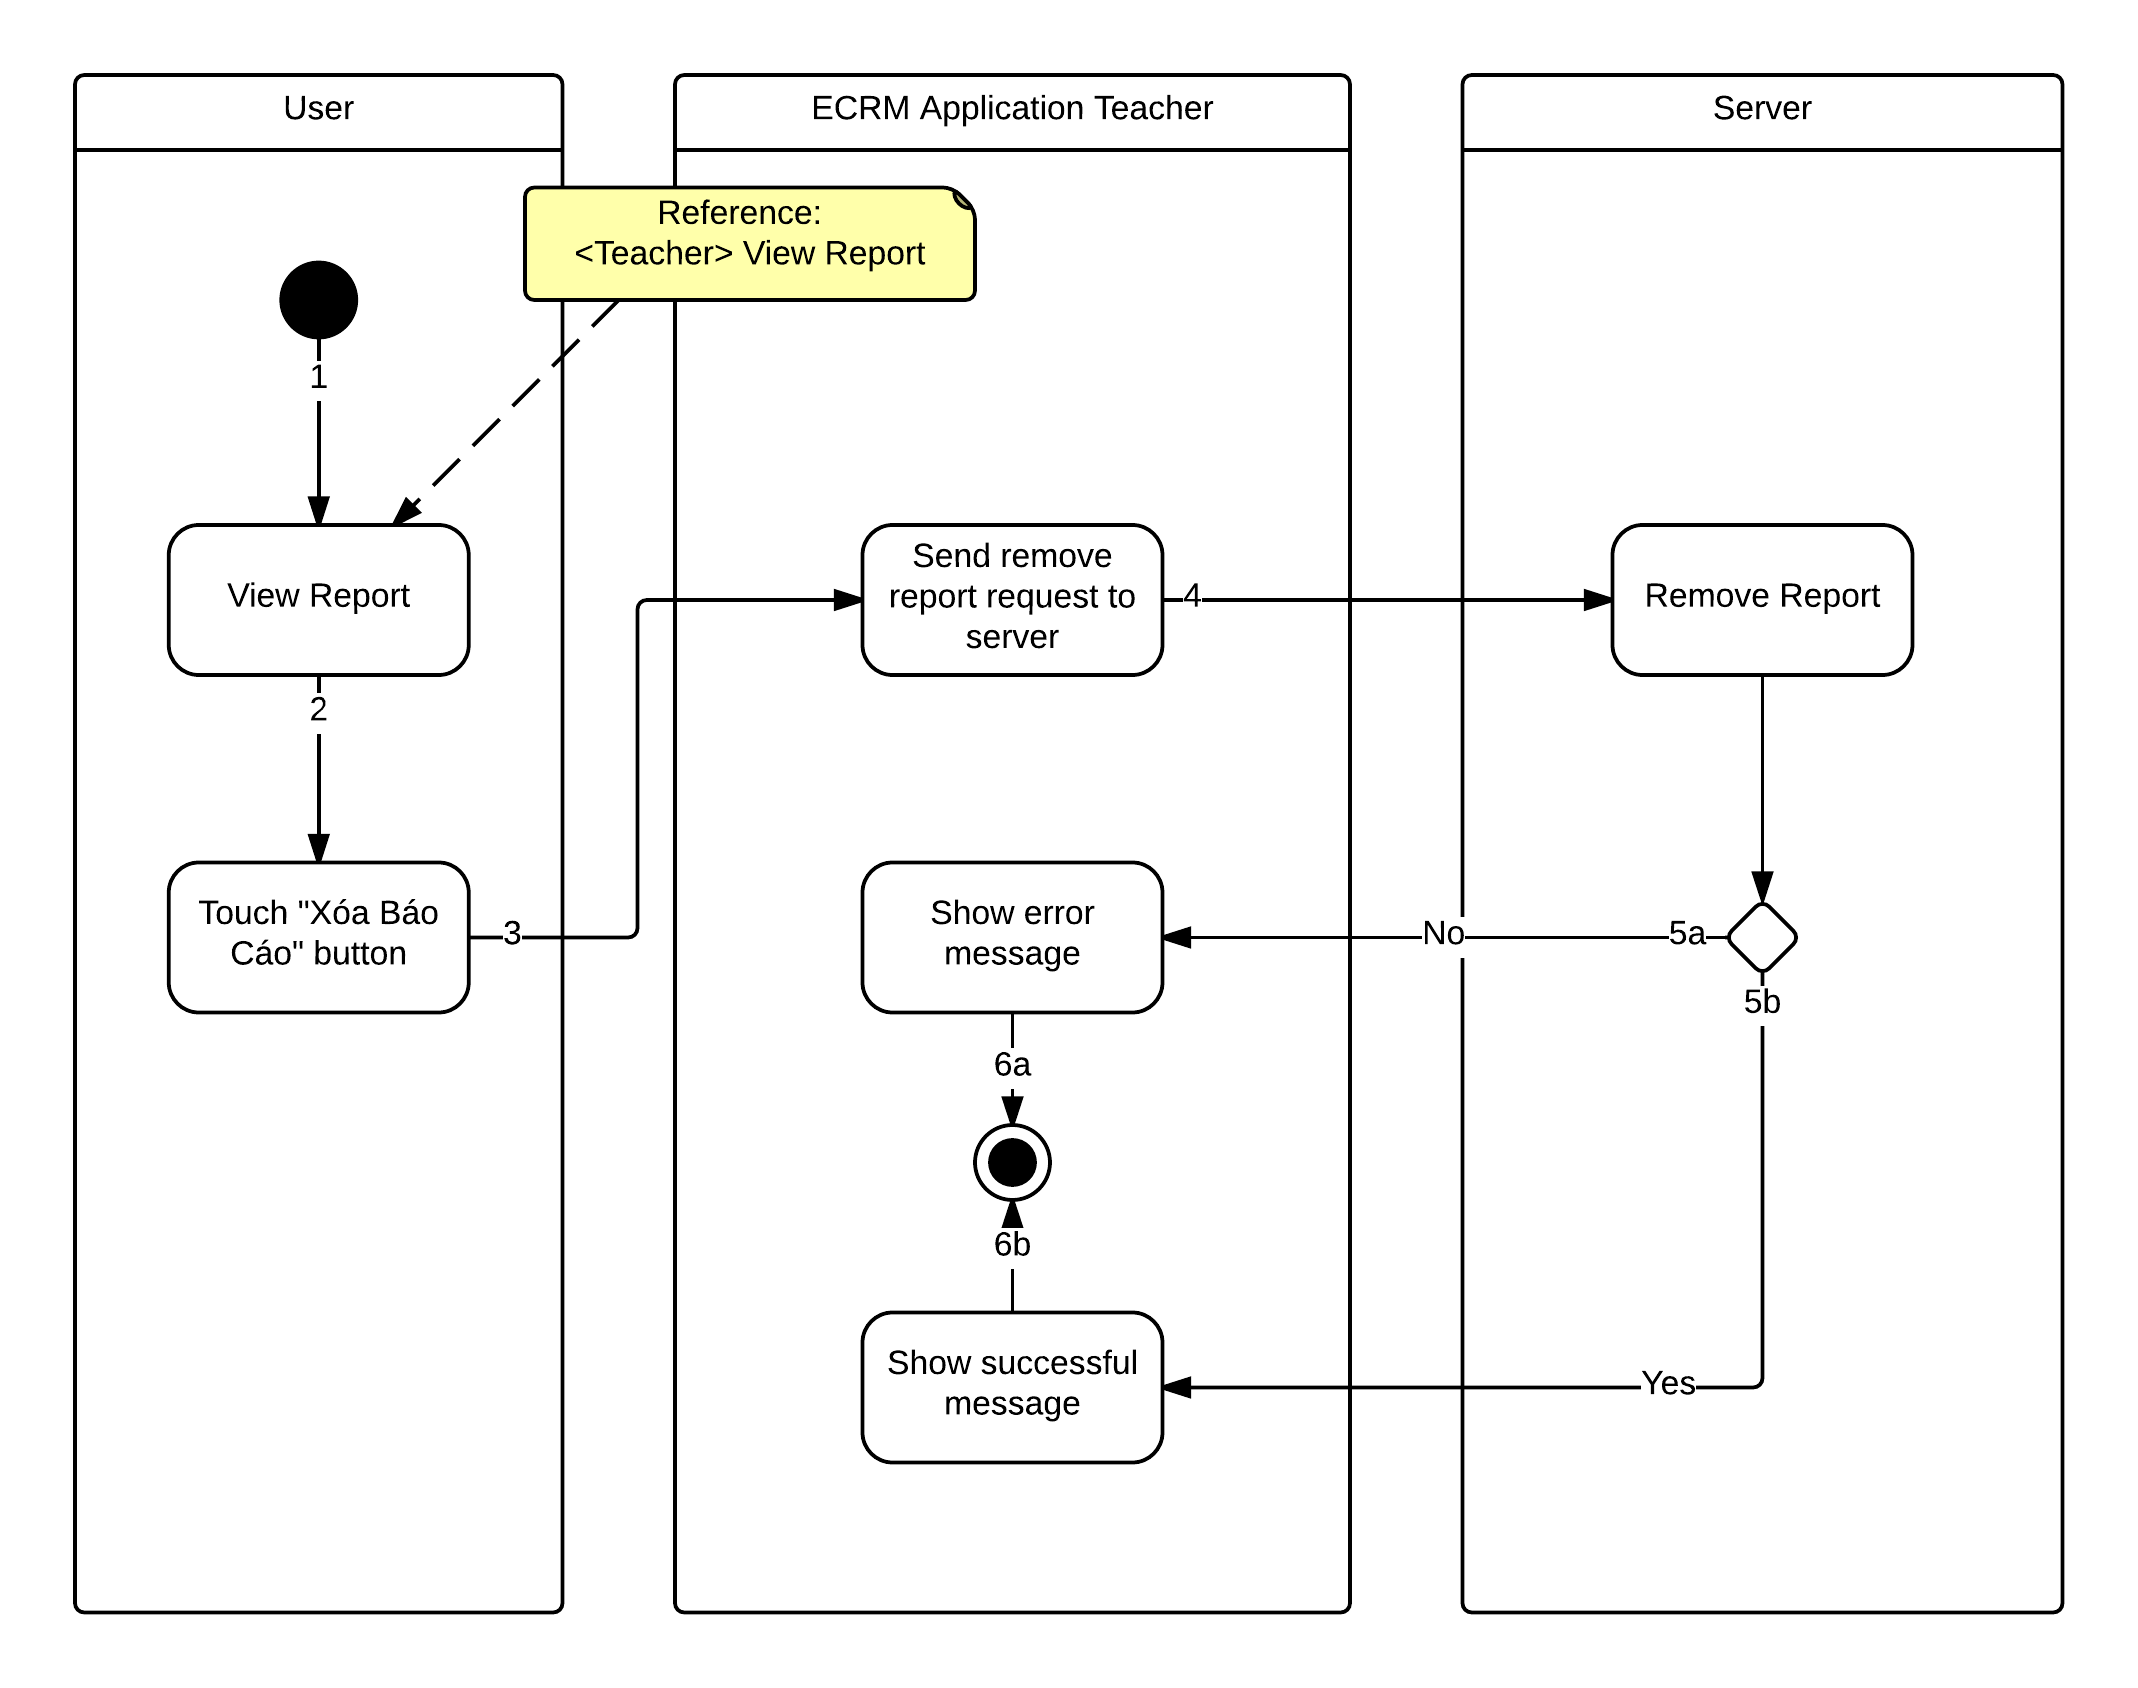 User
ECRM Application Teacher
Server
Reference:
<Teacher> View Report
1
View Report
Send remove
report request to
server
4
Remove Report
2
Touch "Xóa Báo
Cáo" button
3
Show error
message
No
5a
5b
6a
6b
Show successful
message
Yes